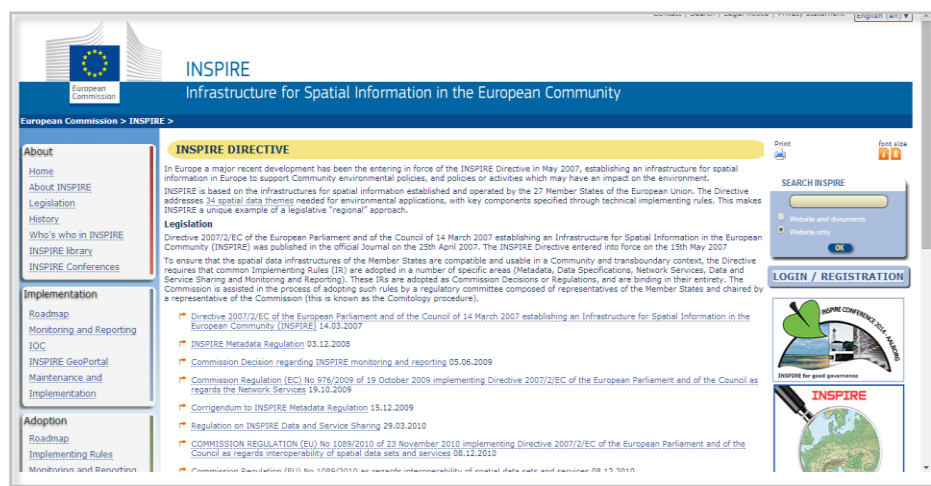 Contact | Search | Legal notice | Privacy statement English (en)
European
Commission
INSPIRE
Infrastructure for Spatial Information in the European Community
European Commission > INSPIRE >
About
Home
About INSPIRE
Legislation
History
Who's who in INSPIRE
INSPIRE library
INSPIRE Conferences
Implementation
Roadmap
Monitoring and Reporting
IOC
INSPIRE GeoPortal
Maintenance and
Implementation
Adoption
Roadmap
Implementing Rules
Monitoring and Reporting
INSPIRE DIRECTIVE
In Europe a major recent development has been the entering in force of the INSPIRE Directive in May 2007, establishing an infrastructure for spatial
information in Europe to support Community environmental policies, and policies or activities which may have an impact on the environment.
INSPIRE is based on the infrastructures for spatial information established and operated by the 27 Member States of the European Union. The Directive
addresses 34 spatial data themes needed for environmental applications, with key components specified through technical implementing rules. This makes
INSPIRE a unique example of a legislative "regional" approach.
Legislation
Directive 2007/2/EC of the European Parliament and of the Council of 14 March 2007 establishing an Infrastructure for Spatial Information in the European
Community (INSPIRE) was published in the official Journal on the 25th April 2007. The INSPIRE Directive entered into force on the 15th May 2007
To ensure that the spatial data infrastructures of the Member States are compatible and usable in a Community and transboundary context, the Directive
requires that common Implementing Rules (IR) are adopted in a number of specific areas (Metadata, Data Specifications, Network Services, Data and
Service Sharing and Monitoring and Reporting). These IRs are adopted as Commission Decisions or Regulations, and are binding in their entirety. The
Commission is assisted in the process of adopting such rules by a regulatory committee composed of representatives of the Member States and chaired by
a representative of the Commission (this is known as the Comitology procedure).
Directive 2007/2/EC of the European Parliament and of the Council of 14 March 2007 establishing an Infrastructure for Spatial Information in the
European Community (INSPIRE) 14.03.2007
INSPIRE Metadata Regulation 03.12.2008
Commission Decision regarding INSPIRE monitoring and reporting 05.06.2009
Commission Regulation (EC) No 976/2009 of 19 October 2009 implementing Directive 2007/2/EC of the European Parliament and of the Council as
regards the Network Services 19.10.2009
Corrigendum to INSPIRE Metadata Regulation 15.12.2009
Regulation on INSPIRE Data and Service Sharing 29.03.2010
COMMISSION REGULATION (EU) No 1089/2010 of 23 November 2010 implementing Directive 2007/2/EC of the European Parliament and of the
Council as regards interoperability of spatial data sets and services 08.12.2010
Commission Regulation (EU) No 1089/2010 as regards interoperability of spatial data sets and services 08.12.2010
Print
font size
A A
SEARCH INSPIRE
Website and documents
Website only
OK
LOGIN / REGISTRATION
INSPIRE CONFERENCE 2014 - AALBORG
INSPIRE for good governance
INSPIRE